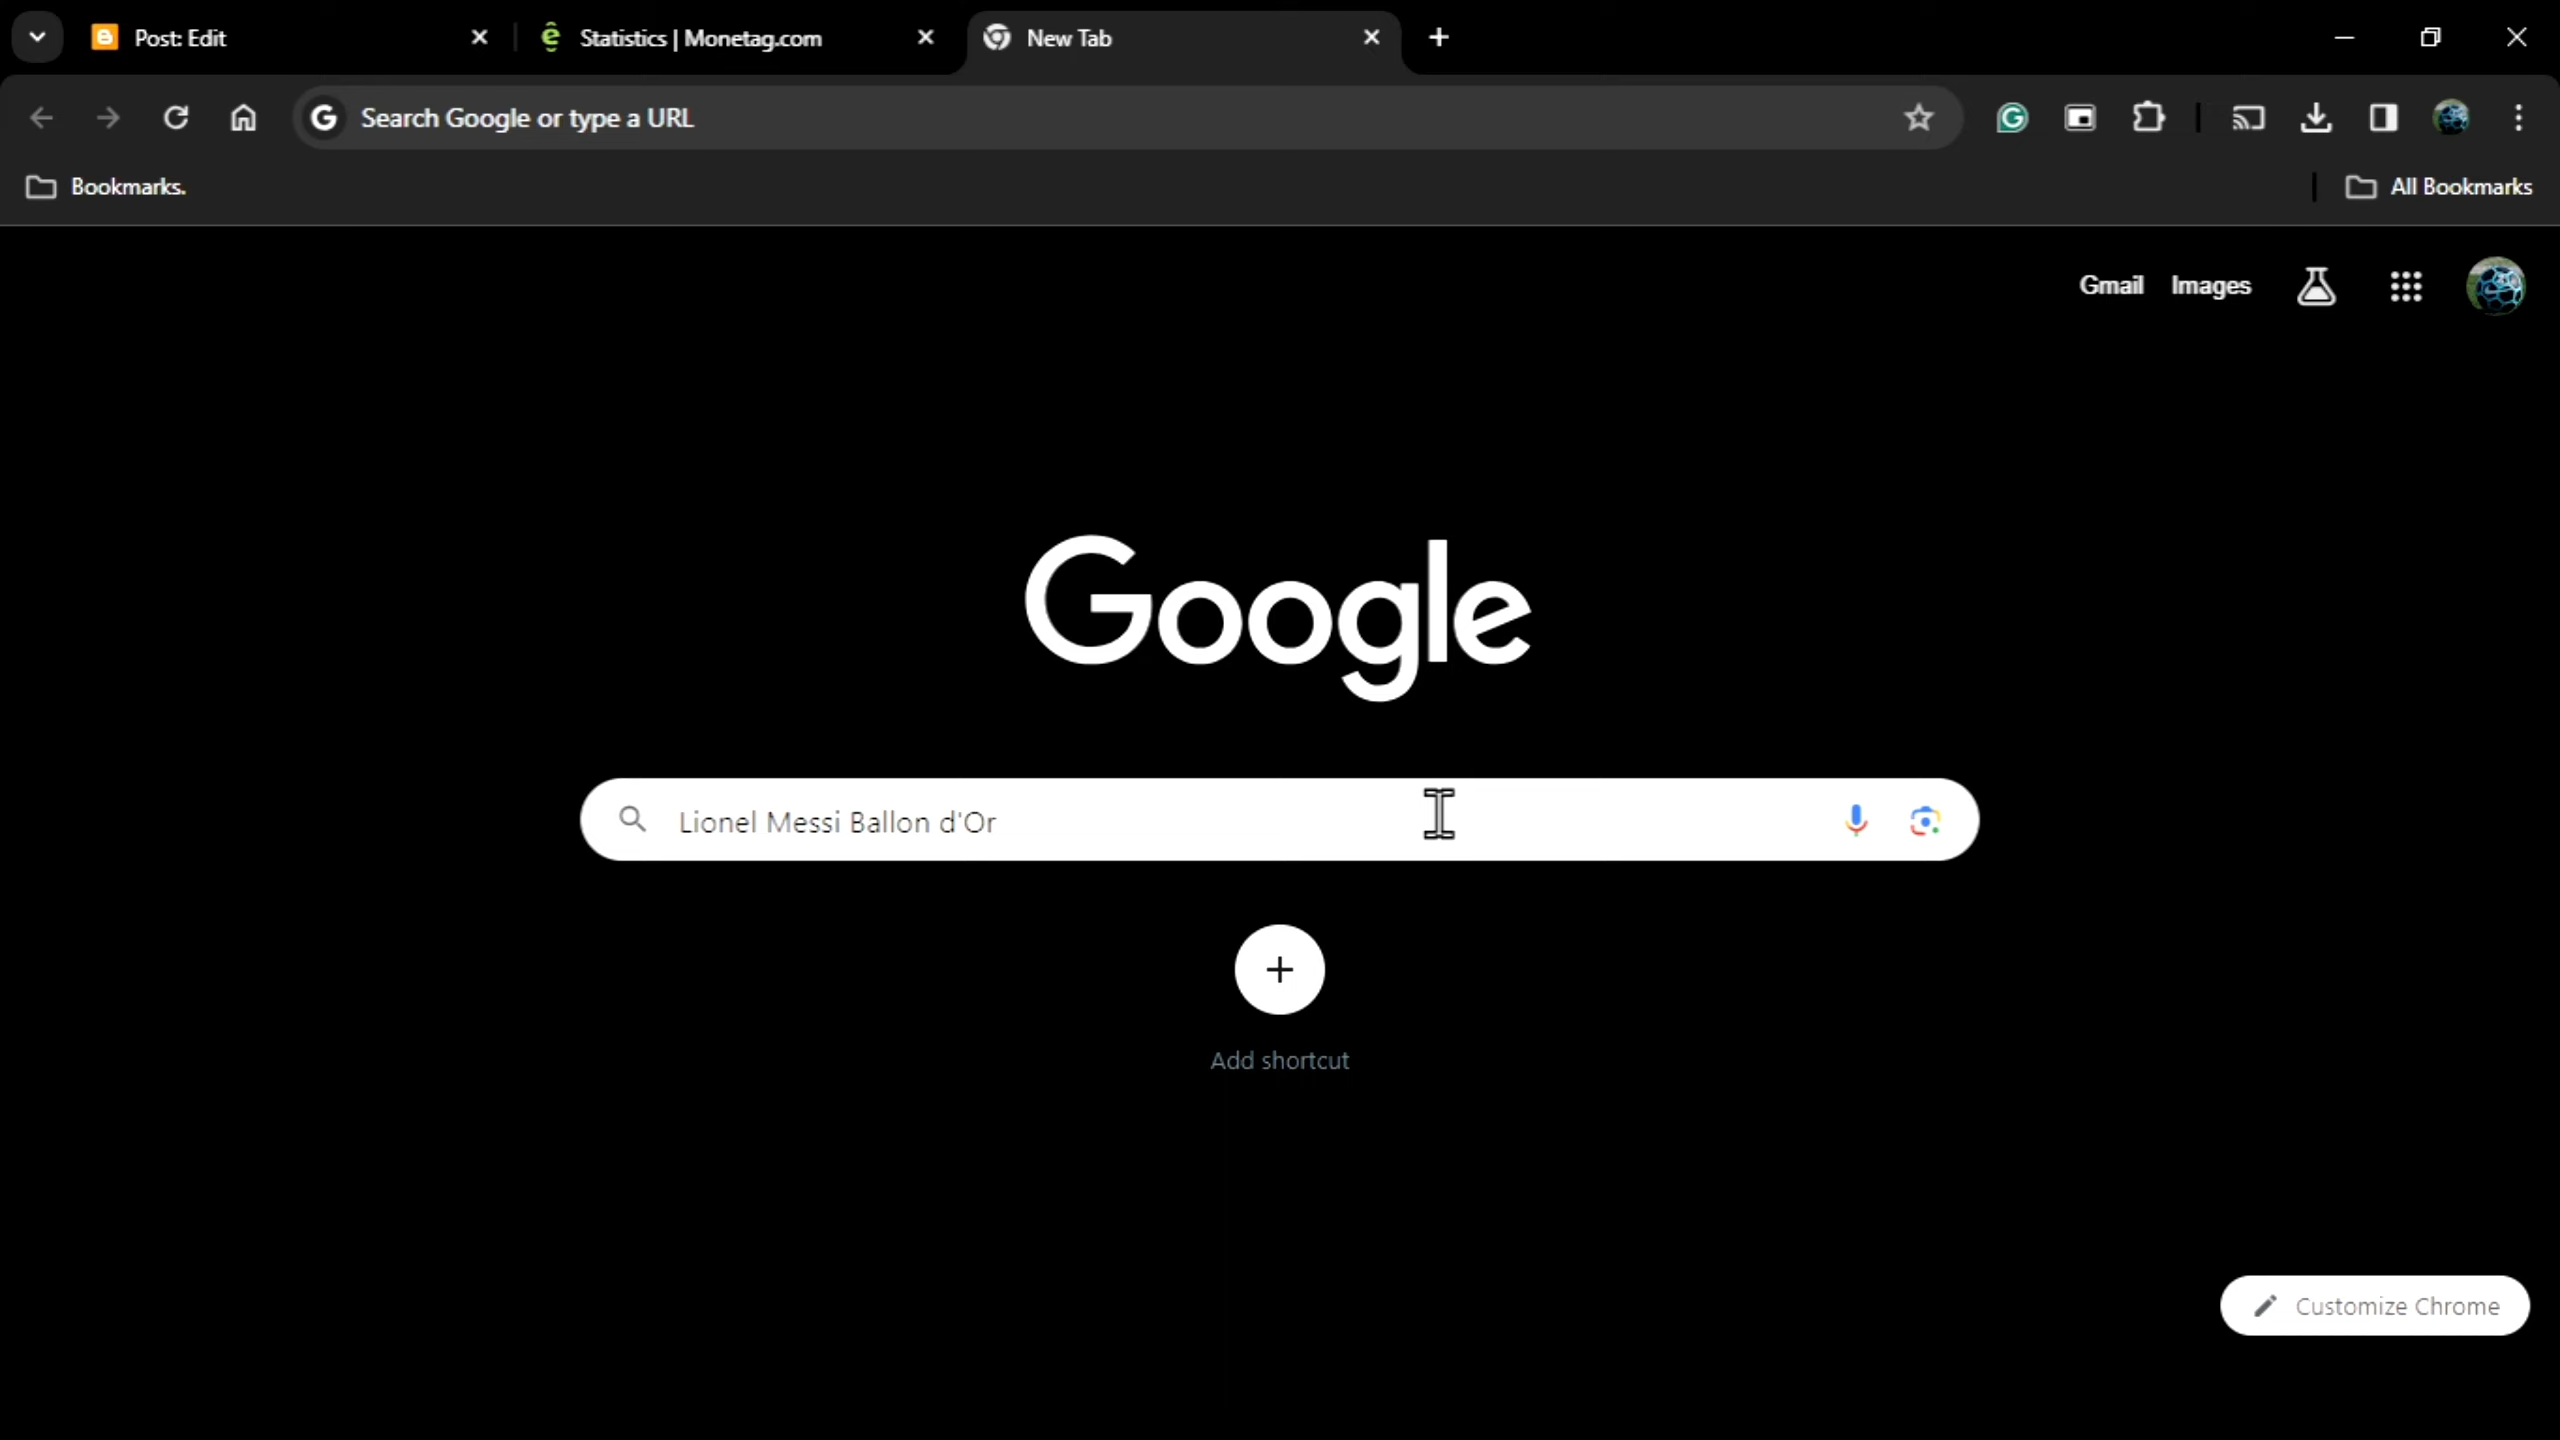 Post: Edit
Statistics | Monetag.com
New Tab
Search Google or type a URL
Bookmarks.
All Bookmarks
Gmail
Images
Google
Lionel Messi Ballon d'Or
Add shortcut
Customize Chrome